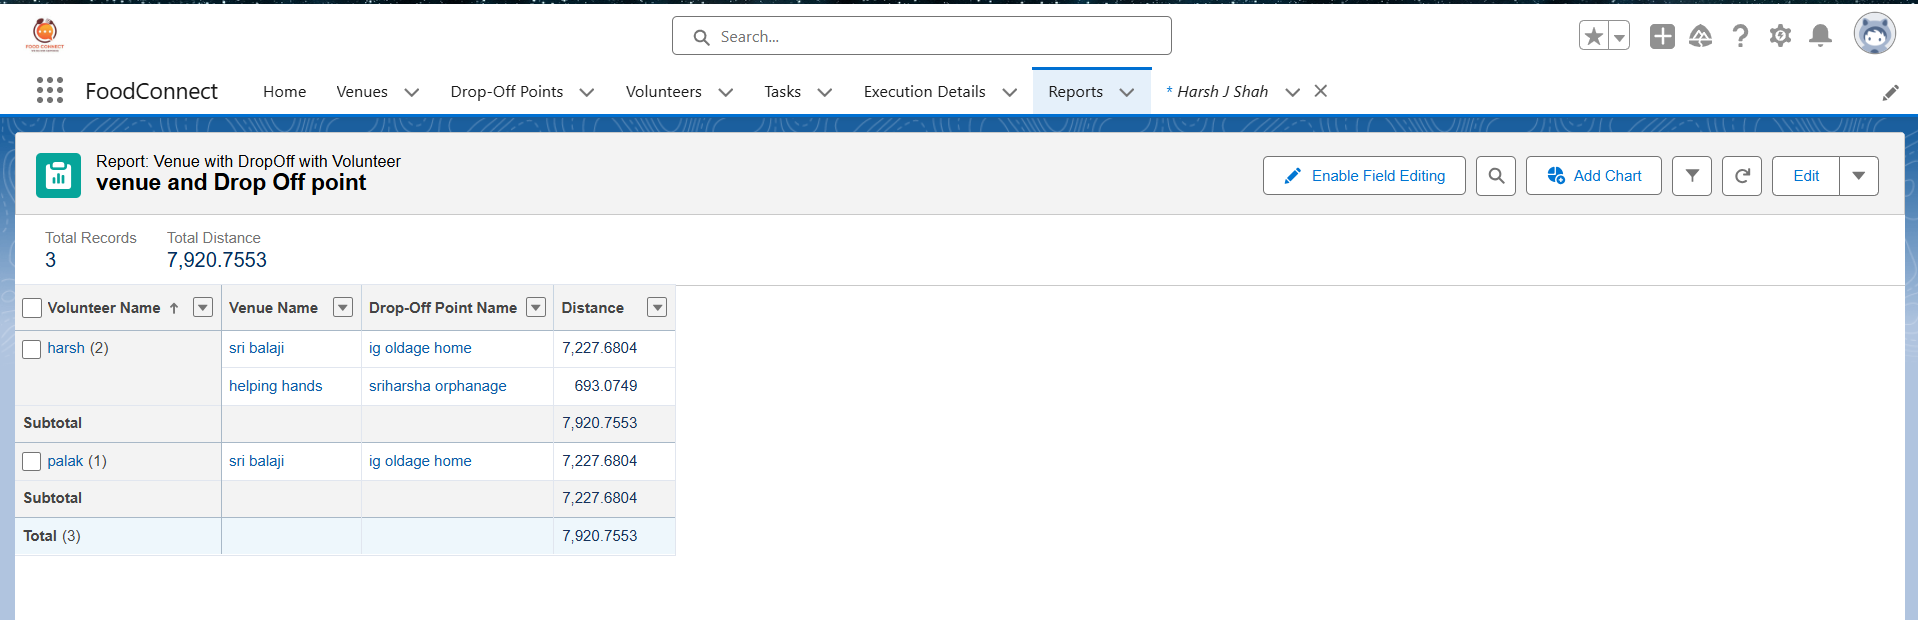 FOOD CONNECT
Search...
FoodConnect
Home
Venues
Drop-Off Points
Volunteers
Tasks
Execution Details
Reports
* Harsh J Shah
Report: Venue with DropOff with Volunteer
venue and Drop Off point
Enable Field Editing
Add Chart
Edit
Total Records
3
Total Distance
7,920.7553
Volunteer Name ↑ Venue Name Drop-Off Point Name Distance
harsh (2) sri balaji ig oldage home 7,227.6804
helping hands sriharsha orphanage 693.0749
Subtotal 7,920.7553
palak (1) sri balaji ig oldage home 7,227.6804
Subtotal 7,227.6804
Total (3) 7,920.7553